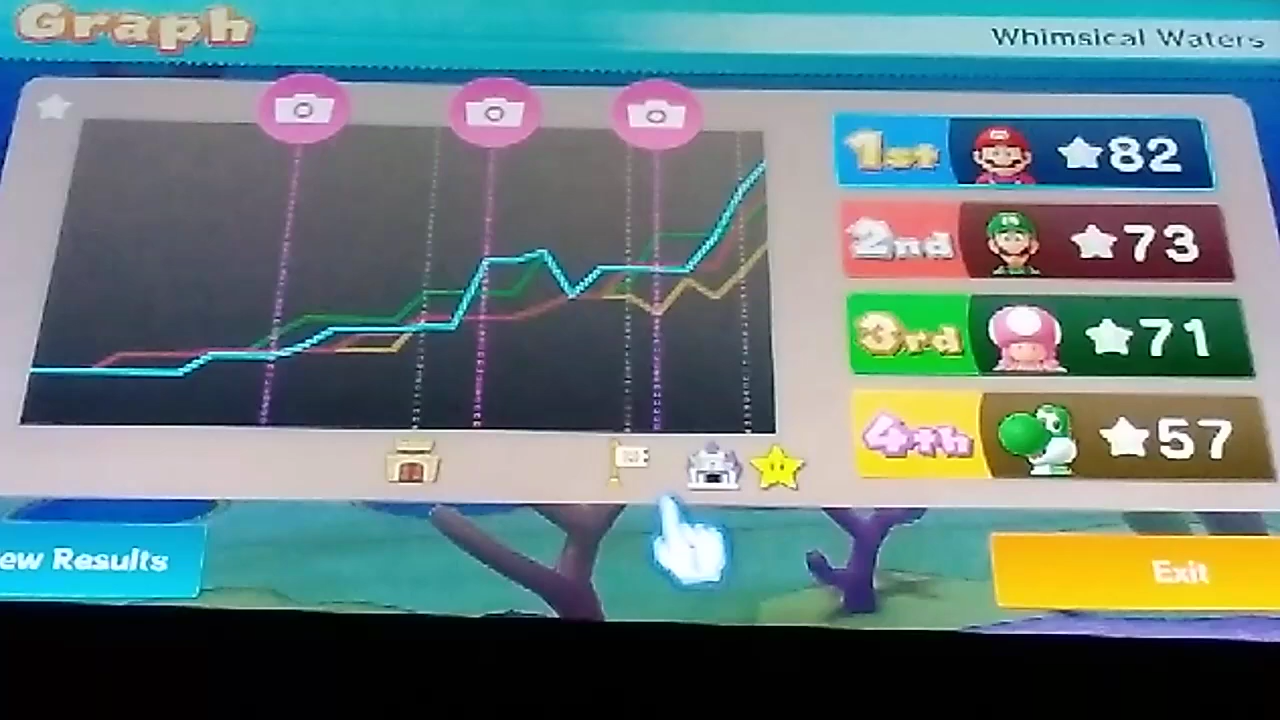 Graph
Whimsical Waters
1st 82
2nd 73
3rd 71
4th 57
ew Results
Exit